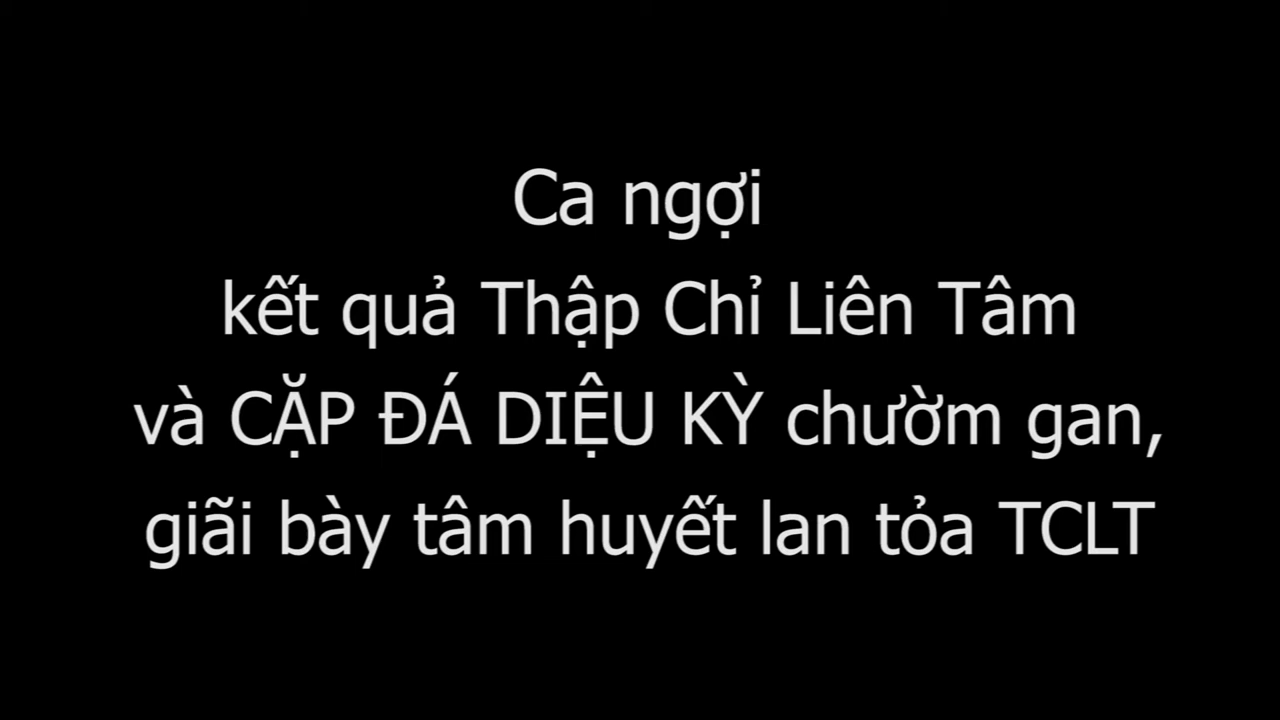 Ca ngợi
kết quả Thập Chỉ Liên Tâm
và CẶP ĐÁ DIỆU KỲ chườm gan,
giãi bày tâm huyết lan tỏa TCLT